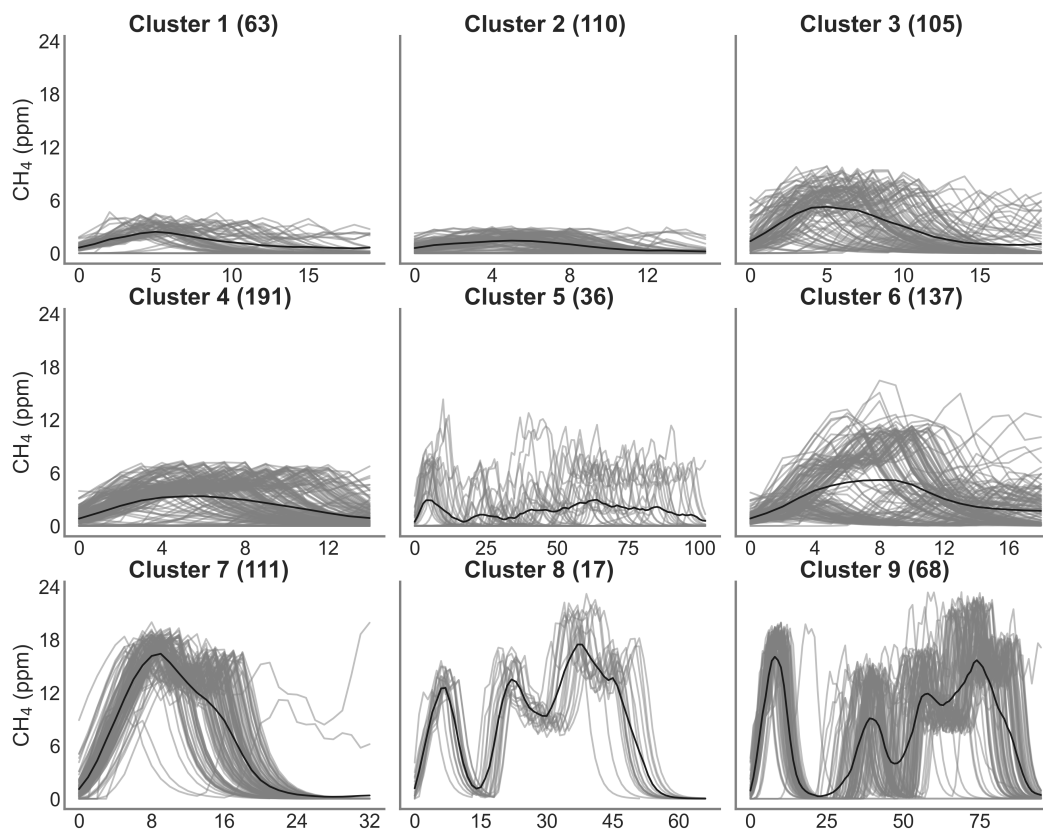 Cluster 1 (63) Cluster 2 (110) Cluster 3 (105)
24
18
12
6
0
CH₄ (ppm)
0 5 10 15 0 4 8 12 0 5 10 15
Cluster 4 (191) Cluster 5 (36) Cluster 6 (137)
24
18
12
6
0
CH₄ (ppm)
0 4 8 12 0 25 50 75 100 0 4 8 12 16
Cluster 7 (111) Cluster 8 (17) Cluster 9 (68)
24
18
12
6
0
CH₄ (ppm)
0 8 16 24 32 0 15 30 45 60 0 25 50 75